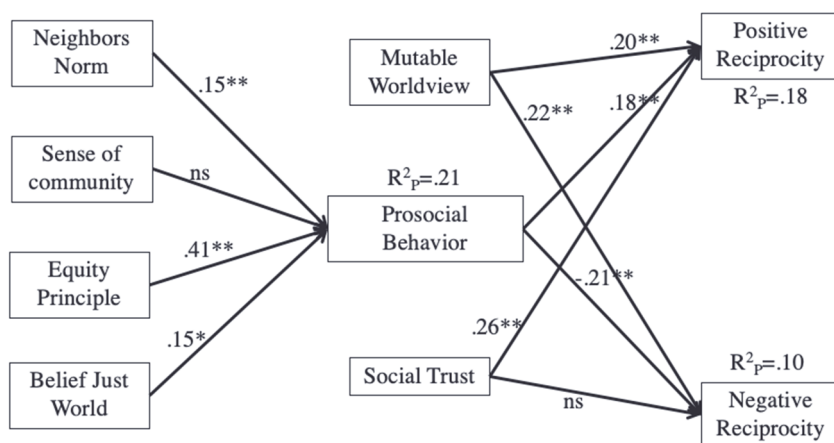 Neighbors
Norm
.15**
Sense of
community
ns
Equity
Principle
.41**
Belief Just
World
.15*
R²P=.21
Prosocial
Behavior
Mutable
Worldview
.20**
.22**
.18**
-.21**
.26**
Social Trust
ns
Positive
Reciprocity
R²P=.18
R²P=.10
Negative
Reciprocity